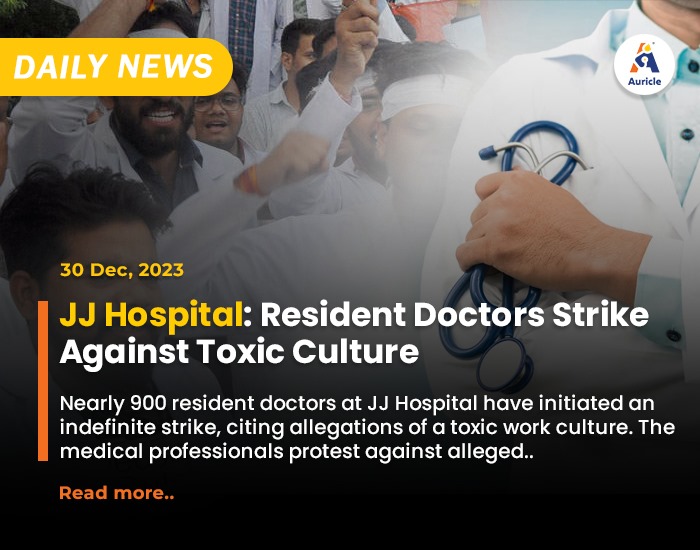 DAILY NEWS
Auricle
30 Dec, 2023
JJ Hospital: Resident Doctors Strike
Against Toxic Culture
Nearly 900 resident doctors at JJ Hospital have initiated an
indefinite strike, citing allegations of a toxic work culture. The
medical professionals protest against alleged..
Read more..